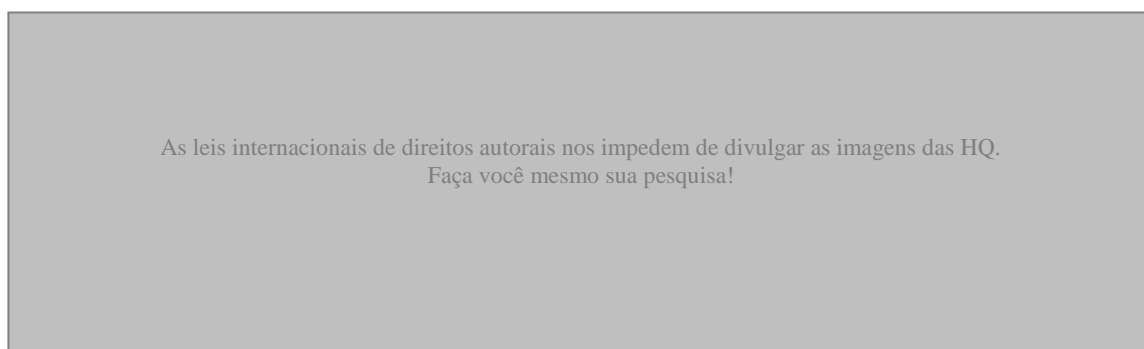 As leis internacionais de direitos autorais nos impedem de divulgar as imagens das HQ.
Faça você mesmo sua pesquisa!